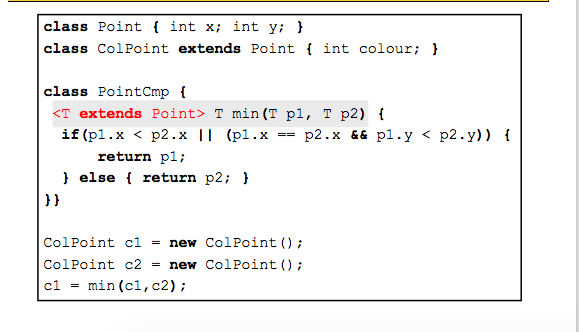 class Point { int x; int y; }
class ColPoint extends Point { int colour; }
class PointCmp {
<T extends Point> T min(T p1, T p2) {
if(p1.x < p2.x || (p1.x == p2.x && p1.y < p2.y)) {
return p1;
} else { return p2; }
}}
ColPoint c1 = new ColPoint();
ColPoint c2 = new ColPoint();
c1 = min(c1,c2);